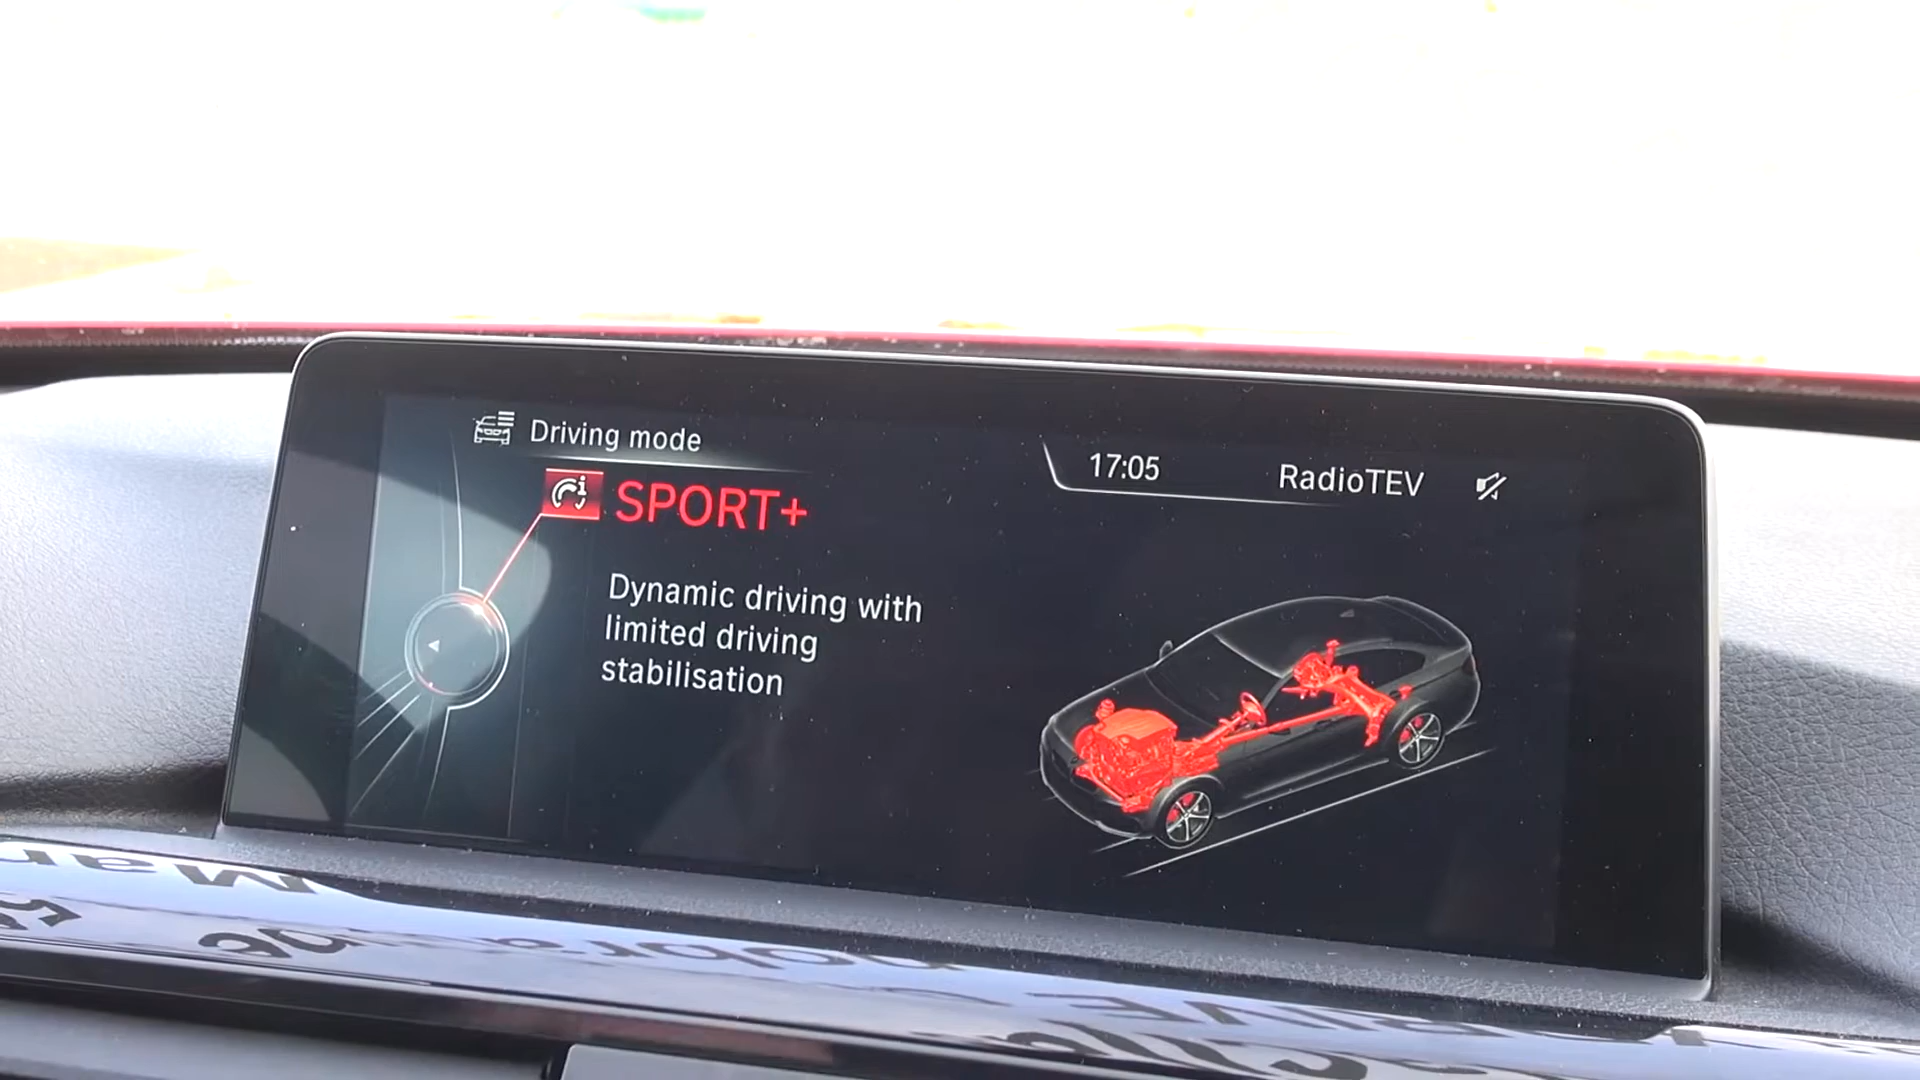 Driving mode
17:05
RadioTEV
SPORT+
Dynamic driving with
limited driving
stabilisation